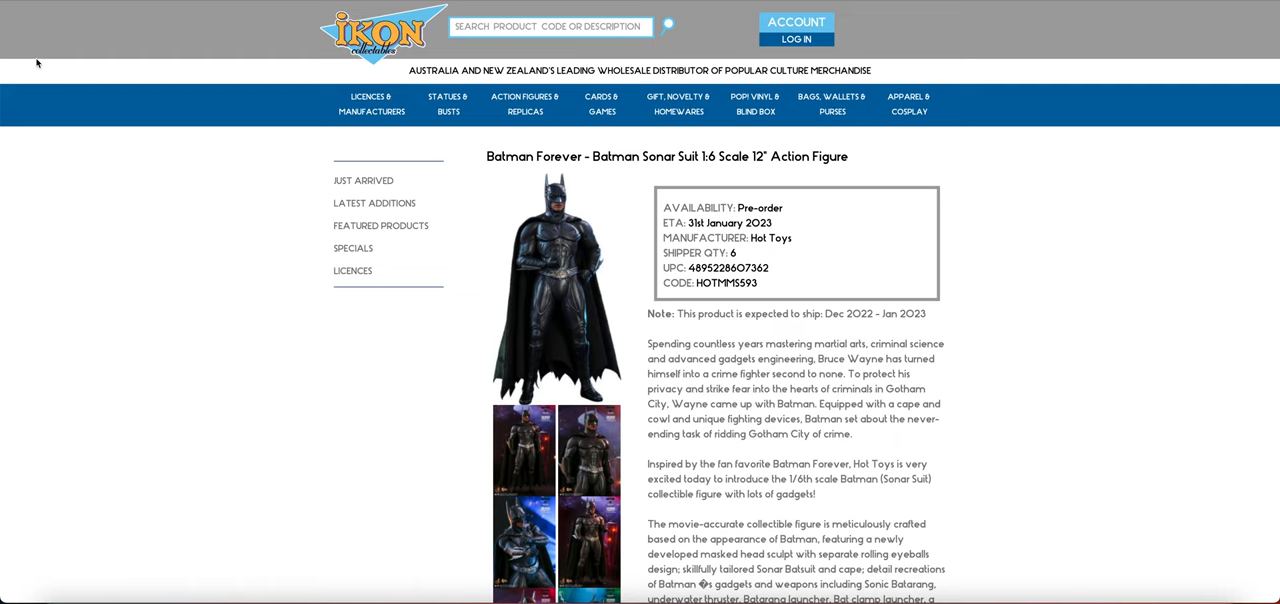 iKON
collectables
SEARCH PRODUCT CODE OR DESCRIPTION
ACCOUNT
LOG IN
AUSTRALIA AND NEW ZEALAND'S LEADING WHOLESALE DISTRIBUTOR OF POPULAR CULTURE MERCHANDISE
LICENCES &
MANUFACTURERS
STATUES &
BUSTS
ACTION FIGURES &
REPLICAS
CARDS &
GAMES
GIFT, NOVELTY &
HOMEWARES
POP! VINYL &
BLIND BOX
BAGS, WALLETS &
PURSES
APPAREL &
COSPLAY
JUST ARRIVED
LATEST ADDITIONS
FEATURED PRODUCTS
SPECIALS
LICENCES
Batman Forever - Batman Sonar Suit 1:6 Scale 12" Action Figure
AVAILABILITY: Pre-order
ETA: 31st January 2023
MANUFACTURER: Hot Toys
SHIPPER QTY: 6
UPC: 4895228607362
CODE: HOTMMS593
Note: This product is expected to ship: Dec 2022 - Jan 2023
Spending countless years mastering martial arts, criminal science
and advanced gadgets engineering, Bruce Wayne has turned
himself into a crime fighter second to none. To protect his
privacy and strike fear into the hearts of criminals in Gotham
City, Wayne came up with Batman. Equipped with a cape and
cowl and unique fighting devices, Batman set about the never-
ending task of ridding Gotham City of crime.
Inspired by the fan favorite Batman Forever, Hot Toys is very
excited today to introduce the 1/6th scale Batman (Sonar Suit)
collectible figure with lots of gadgets!
The movie-accurate collectible figure is meticulously crafted
based on the appearance of Batman, featuring a newly
developed masked head sculpt with separate rolling eyeballs
design; skillfully tailored Sonar Batsuit and cape; detail recreations
of Batman �s gadgets and weapons including Sonic Batarang,
underwater thruster, Batarang launcher, Bat clamp launcher, a